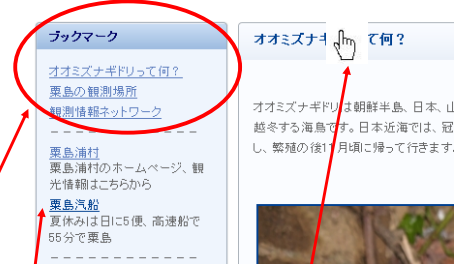 ブックマーク
オオミズナギドリって何？
粟島の観測場所
観測情報ネットワーク
粟島浦村
粟島浦村のホームページ、観
光情報はこちらから
粟島汽船
夏休みは日に5便、高速船で
55分で粟島
オオミズナキ て何？
オオミズナギドリは朝鮮半島、日本、山
越冬する海鳥です。日本近海では、冠
し、繁殖の後11月頃に帰って行きます。